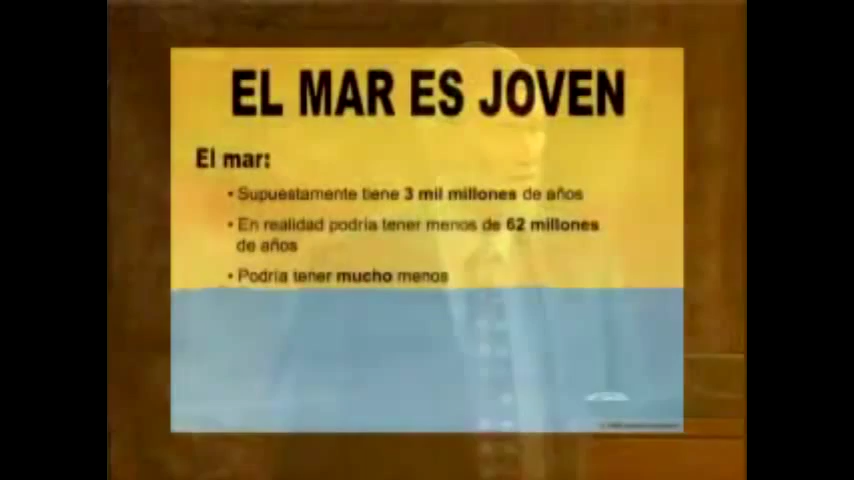 EL MAR ES JOVEN
El mar:
• Supuestamente tiene 3 mil millones de años
• En realidad podría tener menos de 62 millones
de años
• Podría tener mucho menos